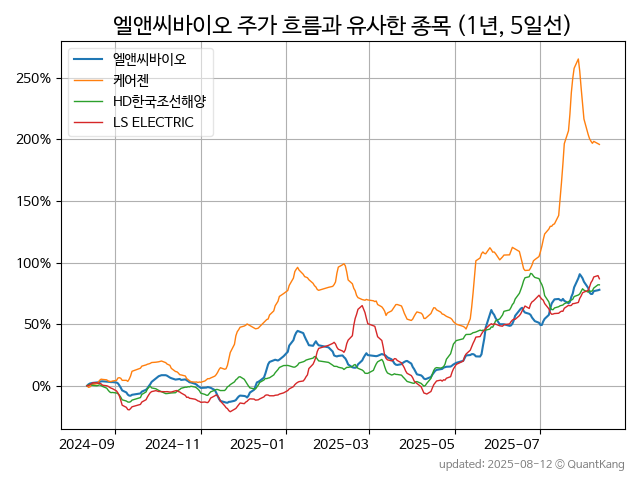 엘앤씨바이오 주가 흐름과 유사한 종목 (1년, 5일선)
엘앤씨바이오
케어젠
HD한국조선해양
LS ELECTRIC
250%
200%
150%
100%
50%
0%
2024-09 2024-11 2025-01 2025-03 2025-05 2025-07
updated: 2025-08-12 © QuantKang